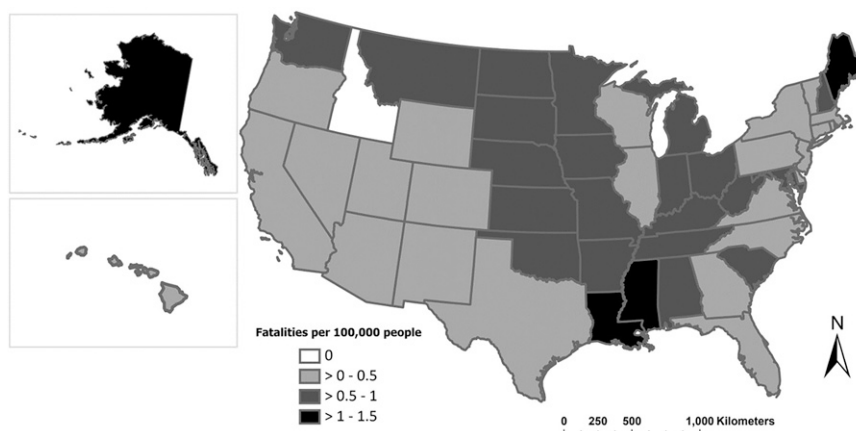 Fatalities per 100,000 people
0
> 0 - 0.5
> 0.5 - 1
> 1 - 1.5
N
0 250 500 1,000 Kilometers